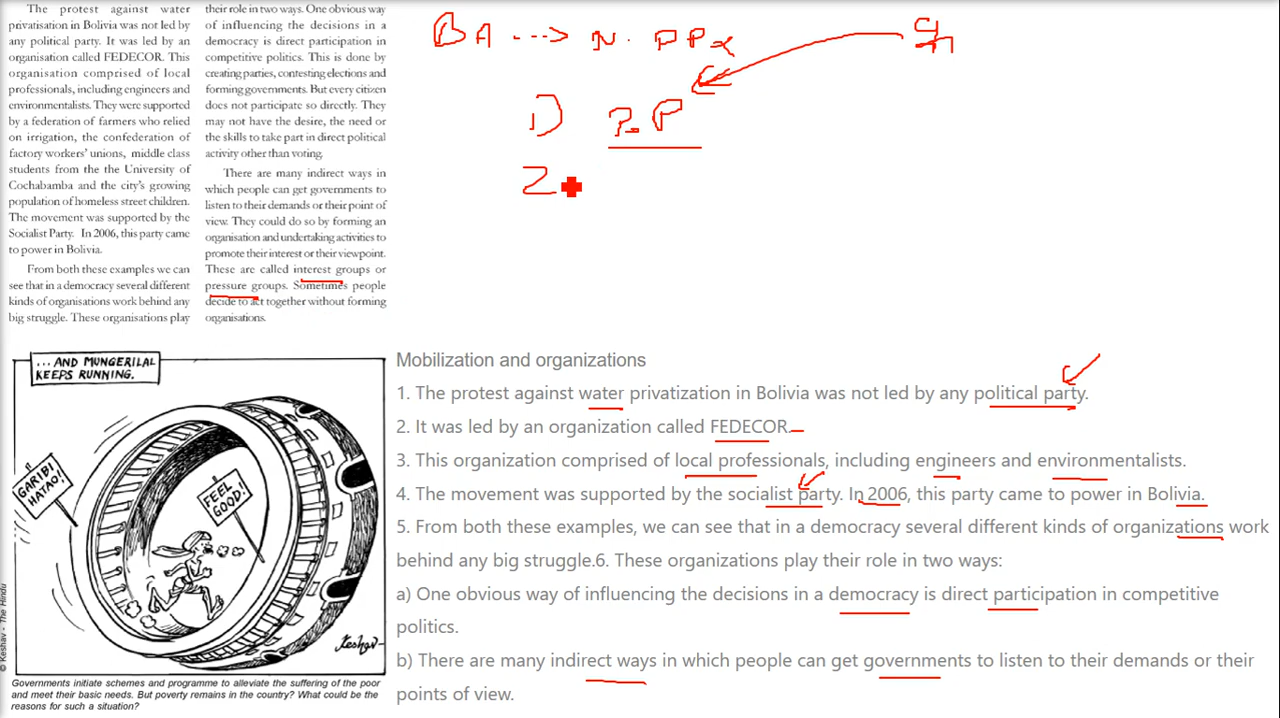 The protest against water
privatisation in Bolivia was not led by
any political party. It was led by an
organisation called FEDECOR. This
organisation comprised of local
professionals, including engineers and
environmentalists. They were supported
by a federation of farmers who relied
on irrigation, the confederation of
factory workers' unions, middle class
students from the the University of
Cochabamba and the city's growing
population of homeless street children.
The movement was supported by the
Socialist Party. In 2006, this party came
to power in Bolivia.
From both these examples we can
see that in a democracy several different
kinds of organisations work behind any
big struggle. These organisations play
their role in two ways. One obvious way
of influencing the decisions in a
democracy is direct participation in
competitive politics. This is done by
creating parties, contesting elections and
forming governments. But every citizen
does not participate so directly. They
may not have the desire, the need or
the skills to take part in direct political
activity other than voting.
There are many indirect ways in
which people can get governments to
listen to their demands or their point of
view. They could do so by forming an
organisation and undertaking activities to
promote their interest or their viewpoint.
These are called interest groups or
pressure groups. Sometimes people
decide to act together without forming
organisations.
BA ---> N. PP
D P.P
2
...AND MUNGERILAL
KEEPS RUNNING.
GARIBI
HATAO!
FEEL
GOOD!
Keshav
© Keshav - The Hindu
Governments initiate schemes and programme to alleviate the suffering of the poor
and meet their basic needs. But poverty remains in the country? What could be the
reasons for such a situation?
Mobilization and organizations
1. The protest against water privatization in Bolivia was not led by any political party.
2. It was led by an organization called FEDECOR.
3. This organization comprised of local professionals, including engineers and environmentalists.
4. The movement was supported by the socialist party. In 2006, this party came to power in Bolivia.
5. From both these examples, we can see that in a democracy several different kinds of organizations work
behind any big struggle.6. These organizations play their role in two ways:
a) One obvious way of influencing the decisions in a democracy is direct participation in competitive
politics.
b) There are many indirect ways in which people can get governments to listen to their demands or their
points of view.